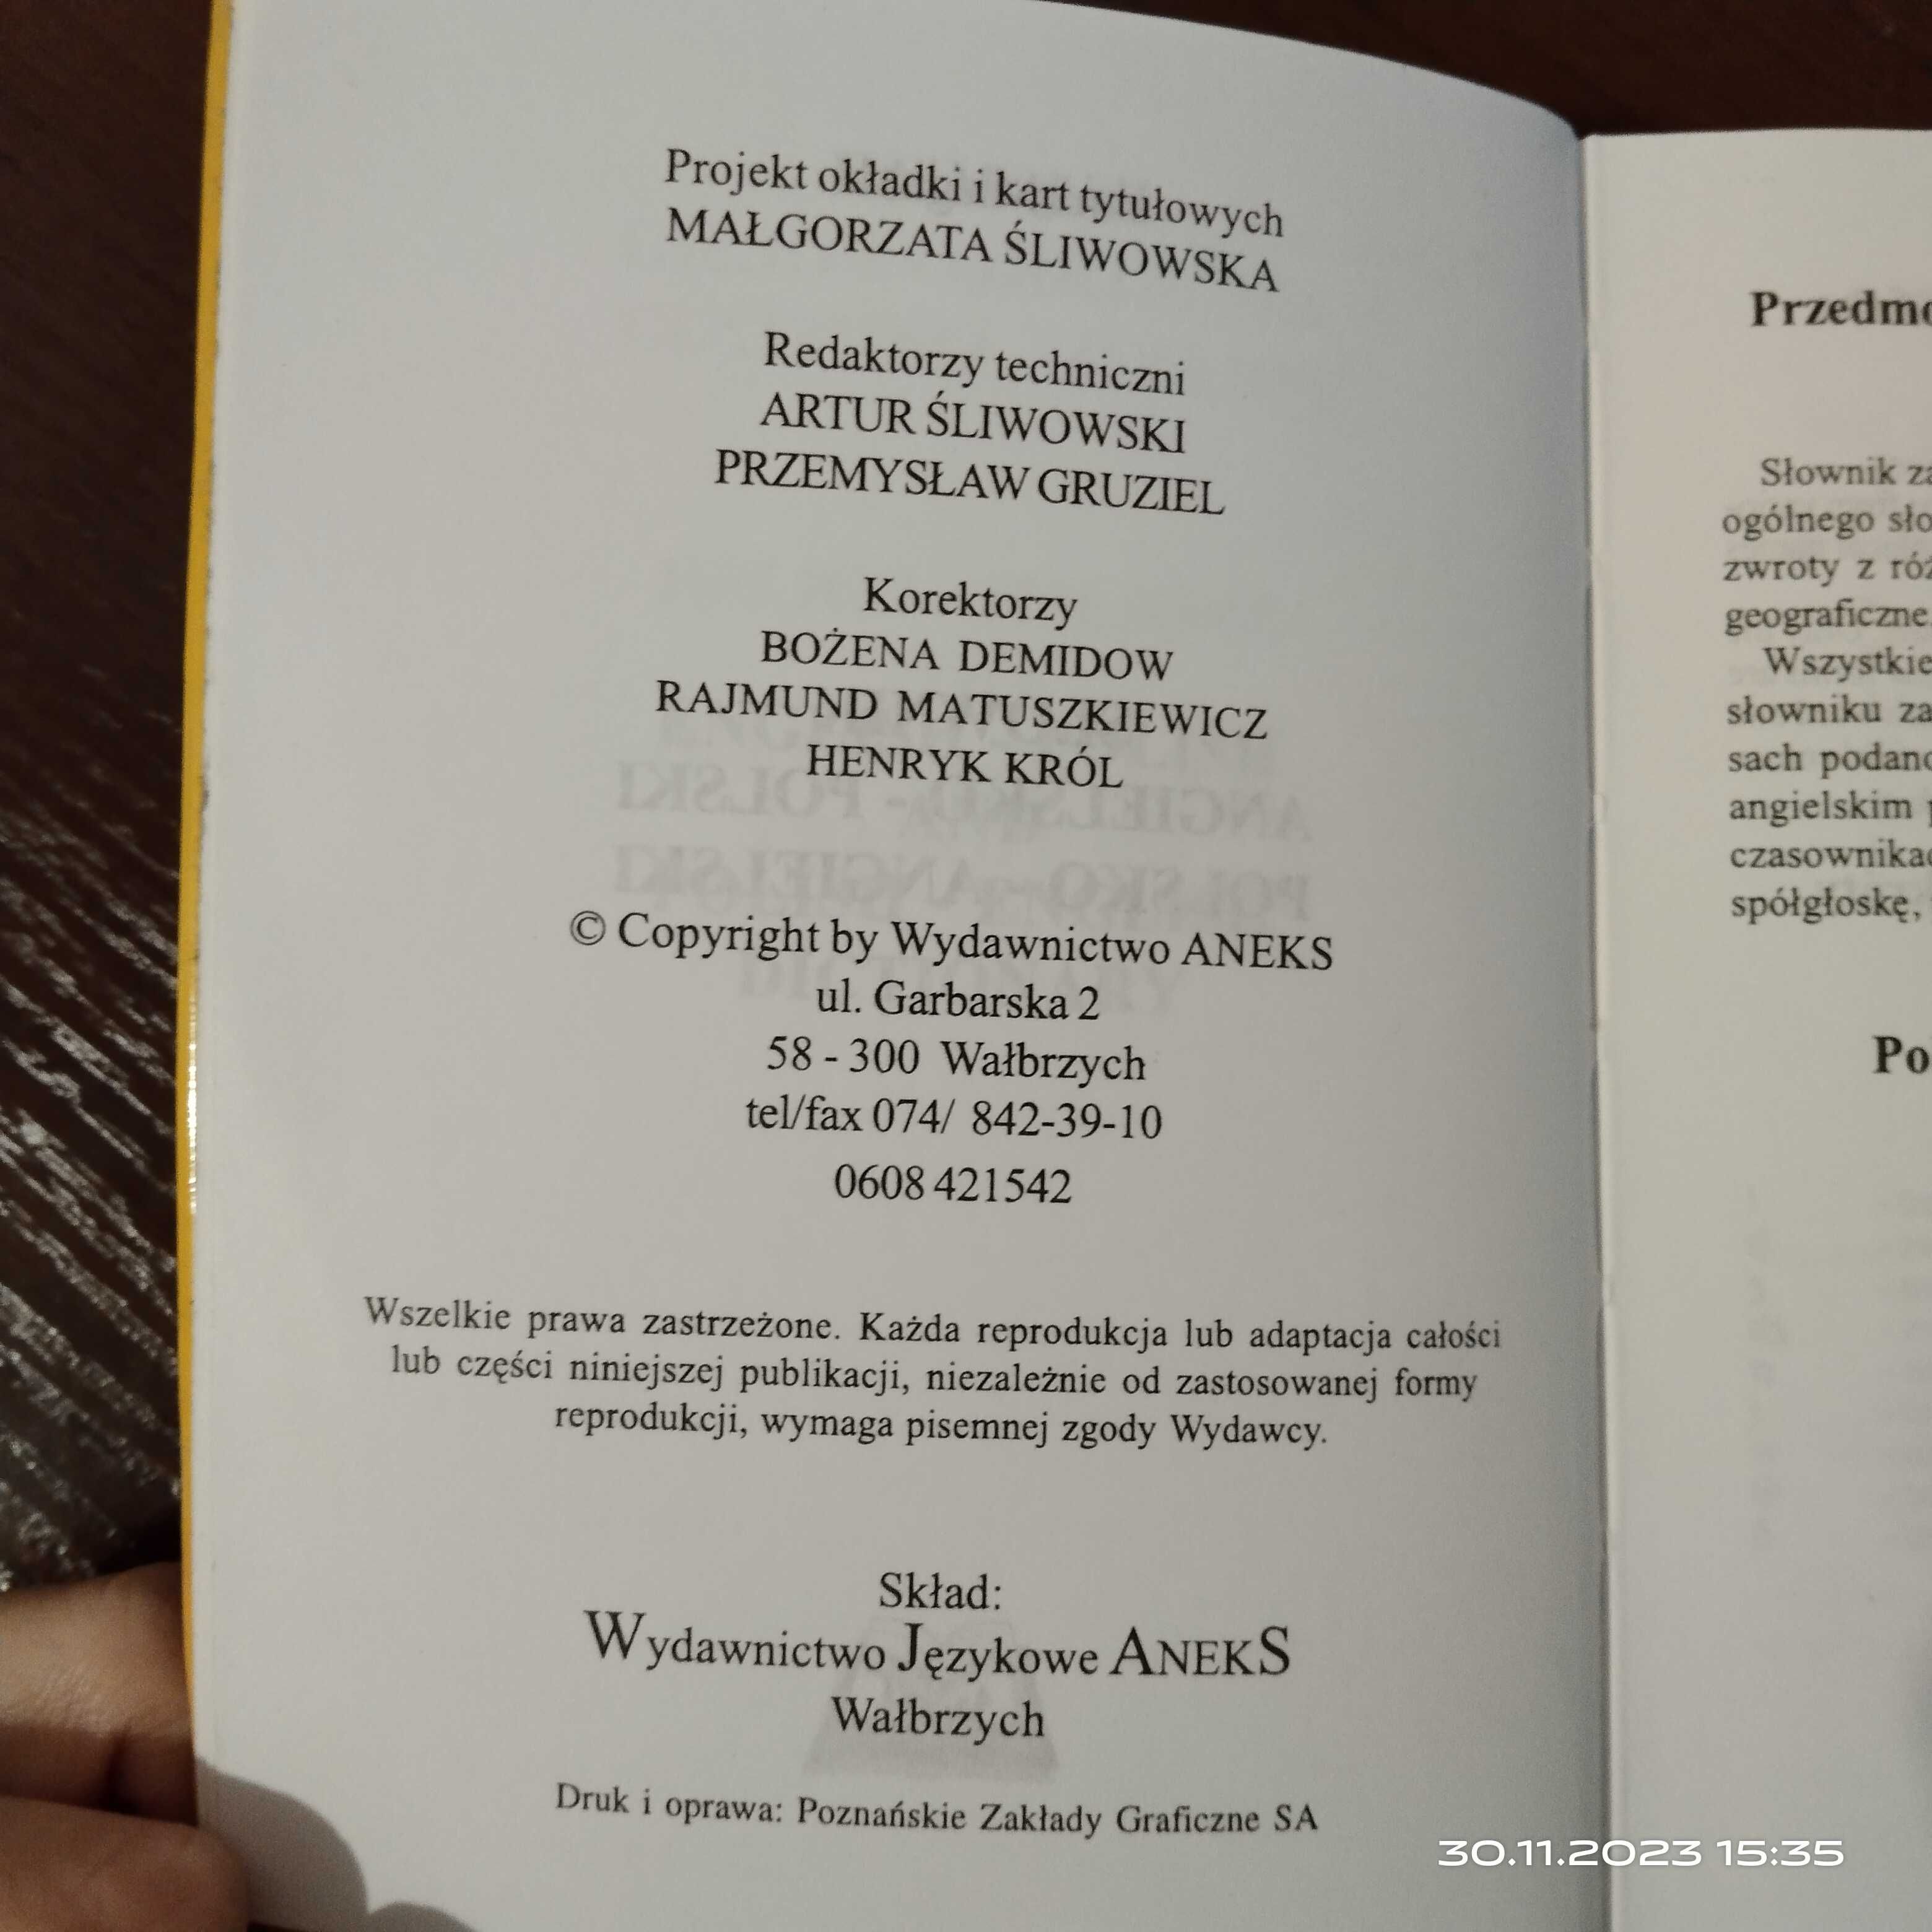 Projekt okładki i kart tytułowych
MAŁGORZATA ŚLIWOWSKA
Redaktorzy techniczni
ARTUR ŚLIWOWSKI
PRZEMYSŁAW GRUZIEL
Korektorzy
BOŻENA DEMIDOW
RAJMUND MATUSZKIEWICZ
HENRYK KRÓL
© Copyright by Wydawnictwo ANEKS
ul. Garbarska 2
58 - 300 Wałbrzych
tel/fax 074/ 842-39-10
0608 421542
Wszelkie prawa zastrzeżone. Każda reprodukcja lub adaptacja całości
lub części niniejszej publikacji, niezależnie od zastosowanej formy
reprodukcji, wymaga pisemnej zgody Wydawcy.
Skład:
Wydawnictwo Językowe ANEKS
Wałbrzych
Druk i oprawa: Poznańskie Zakłady Graficzne SA
Słownik
ogólnego
zwroty z
geograficzne
Wszystkie
słowniku
sach
angielskim
spółgłoskę,
30.11.2023 15:35